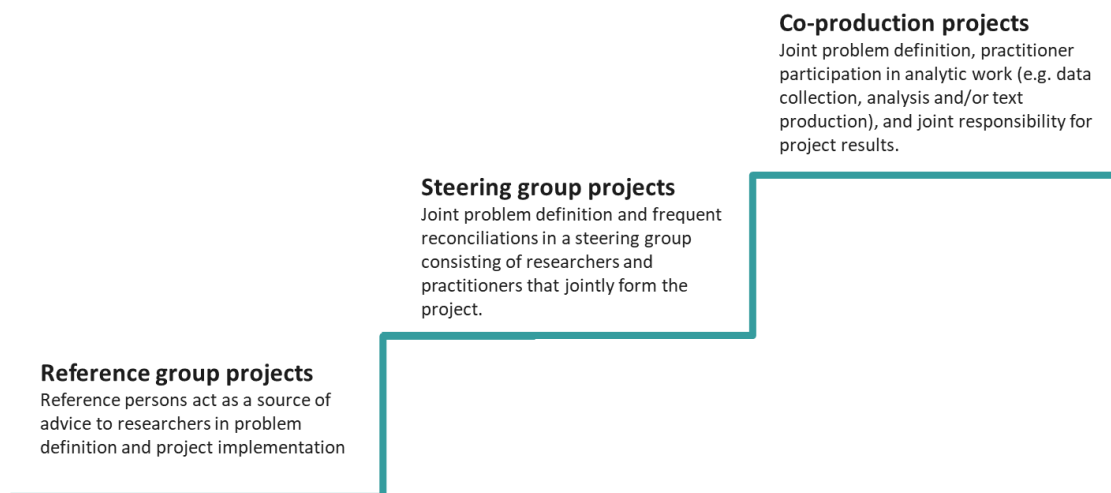 Co-production projects
Joint problem definition, practitioner
participation in analytic work (e.g. data
collection, analysis and/or text
production), and joint responsibility for
project results.
Steering group projects
Joint problem definition and frequent
reconciliations in a steering group
consisting of researchers and
practitioners that jointly form the
project.
Reference group projects
Reference persons act as a source of
advice to researchers in problem
definition and project implementation